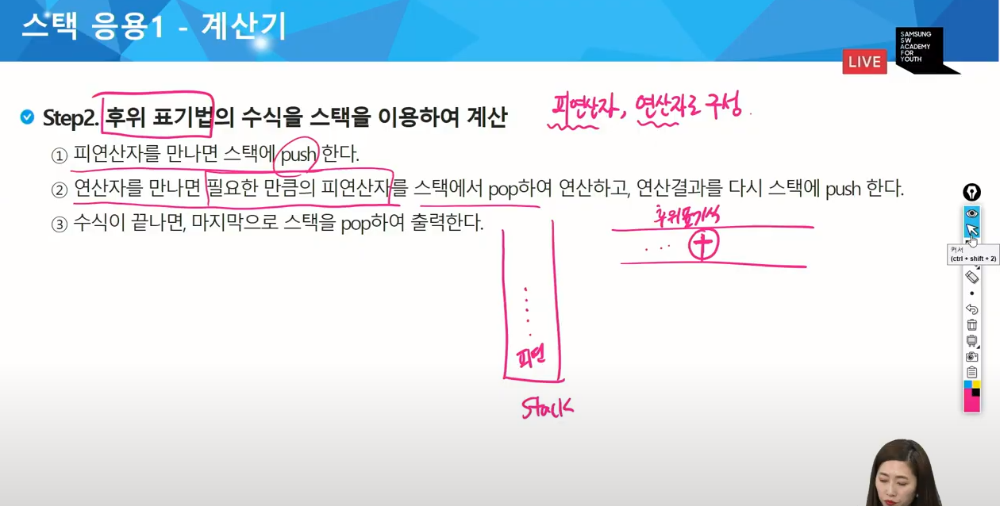 스택 응용1 - 계산기
SAMSUNG
SW
ACADEMY
FOR
YOUTH
LIVE
Step2. 후위 표기법의 수식을 스택을 이용하여 계산
피연산자, 연산자로 구성.
① 피연산자를 만나면 스택에 push 한다.
② 연산자를 만나면 필요한 만큼의 피연산자를 스택에서 pop하여 연산하고, 연산결과를 다시 스택에 push 한다.
③ 수식이 끝나면, 마지막으로 스택을 pop하여 출력한다.
후위표기식
... +
피연
Stack
커서
(ctrl + shift + 2)